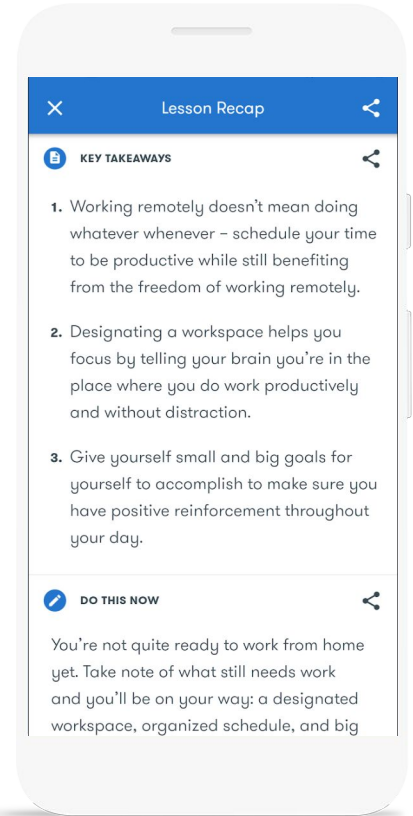 Lesson Recap
KEY TAKEAWAYS
1. Working remotely doesn't mean doing
whatever whenever – schedule your time
to be productive while still benefiting
from the freedom of working remotely.
2. Designating a workspace helps you
focus by telling your brain you're in the
place where you do work productively
and without distraction.
3. Give yourself small and big goals for
yourself to accomplish to make sure you
have positive reinforcement throughout
your day.
DO THIS NOW
You're not quite ready to work from home
yet. Take note of what still needs work
and you'll be on your way: a designated
workspace, organized schedule, and big